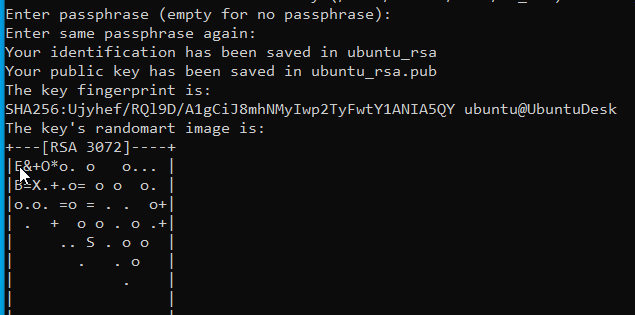 Enter passphrase (empty for no passphrase):
Enter same passphrase again:
Your identification has been saved in ubuntu_rsa
Your public key has been saved in ubuntu_rsa.pub
The key fingerprint is:
SHA256:Ujyhef/RQl9D/A1gCiJ8mhNMyIwp2TyFwtY1ANIA5QY ubuntu@UbuntuDesk
The key's randomart image is:
+---[RSA 3072]----+
|E&+O*o. o   o... |
|B=X.+.o= o o  o. |
|o.o. =o = . .  o+|
| .  +  o o . o .+|
|     .. S . o o  |
|       .   . o   |
|            .    |
|                 |